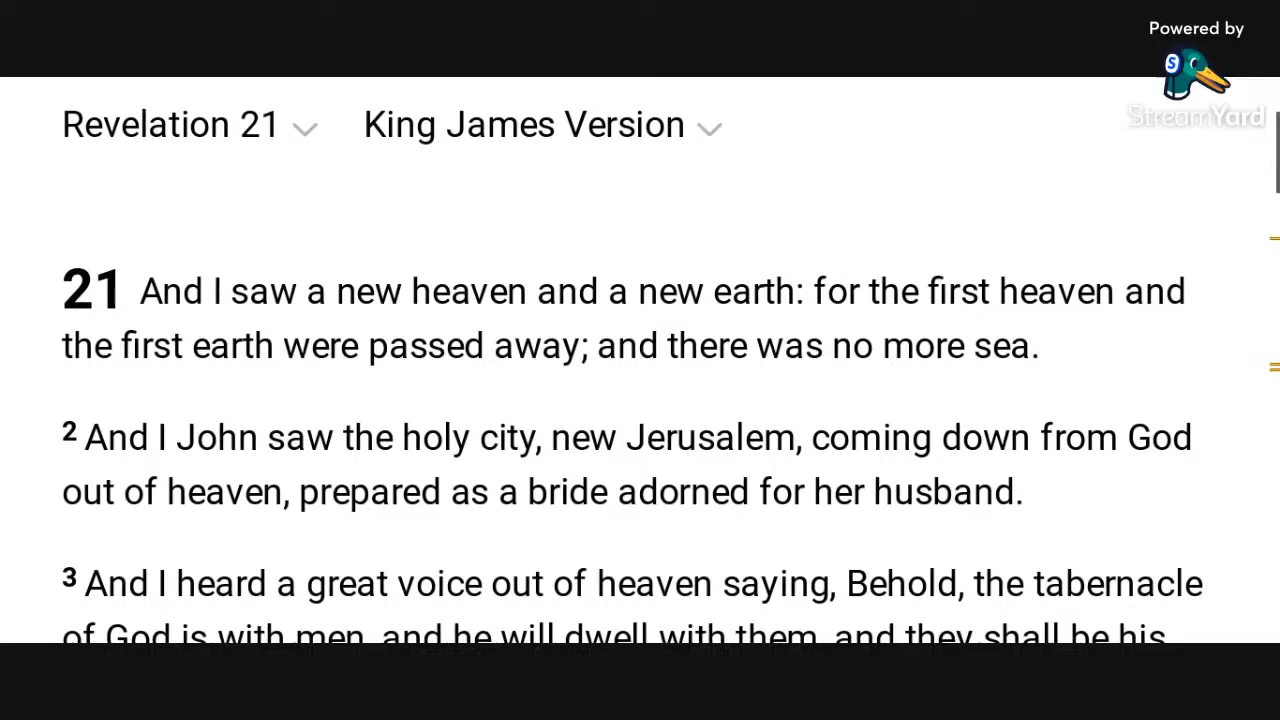 Powered by
StreamYard
Revelation 21 King James Version
21 And I saw a new heaven and a new earth: for the first heaven and
the first earth were passed away; and there was no more sea.
2 And I John saw the holy city, new Jerusalem, coming down from God
out of heaven, prepared as a bride adorned for her husband.
3 And I heard a great voice out of heaven saying, Behold, the tabernacle
of God is with men, and he will dwell with them, and they shall be his